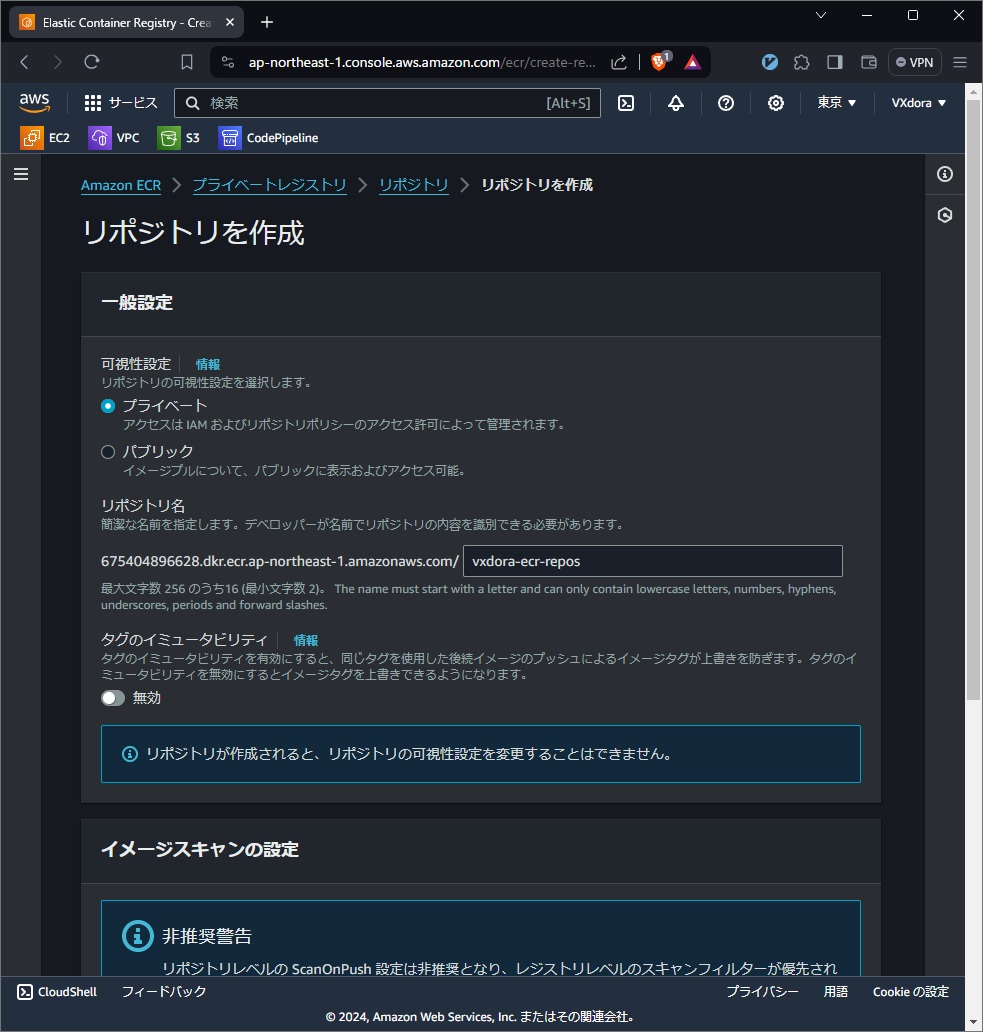 Elastic Container Registry - Crea
ap-northeast-1.console.aws.amazon.com/ecr/create-re...
1
VPN
aws
サービス
検索
[Alt+S]
東京
VXdora
EC2
VPC
S3
CodePipeline
Amazon ECR
プライベートレジストリ
リポジトリ
リポジトリを作成
リポジトリを作成
一般設定
可視性設定
情報
リポジトリの可視性設定を選択します。
プライベート
アクセスは IAM およびリポジトリポリシーのアクセス許可によって管理されます。
パブリック
イメージプルについて、パブリックに表示およびアクセス可能。
リポジトリ名
簡潔な名前を指定します。デベロッパーが名前でリポジトリの内容を識別できる必要があります。
675404896628.dkr.ecr.ap-northeast-1.amazonaws.com/
vxdora-ecr-repos
最大文字数 256 のうち16 (最小文字数 2)。 The name must start with a letter and can only contain lowercase letters, numbers, hyphens,
underscores, periods and forward slashes.
タグのイミュータビリティ
情報
タグのイミュータビリティを有効にすると、同じタグを使用した後続イメージのプッシュによるイメージタグが上書きを防ぎます。タグのイ
ミュータビリティを無効にするとイメージタグを上書きできるようになります。
無効
リポジトリが作成されると、リポジトリの可視性設定を変更することはできません。
イメージスキャンの設定
非推奨警告
リポジトリレベルの ScanOnPush 設定は非推奨となり、レジストリレベルのスキャンフィルターが優先され
CloudShell
フィードバック
プライバシー
用語
Cookie の設定
© 2024, Amazon Web Services, Inc. またはその関連会社。